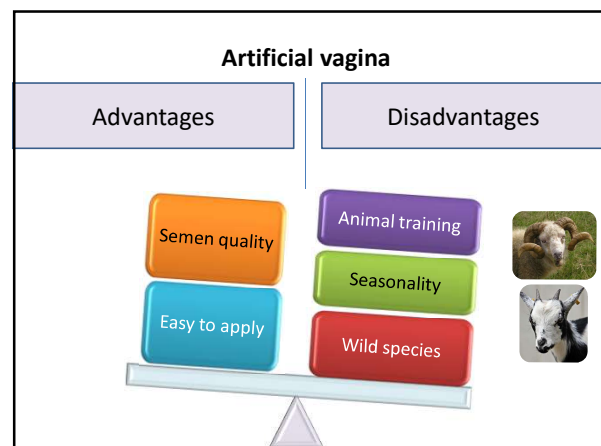 Artificial vagina
Advantages
Disadvantages
Semen quality
Easy to apply
Animal training
Seasonality
Wild species